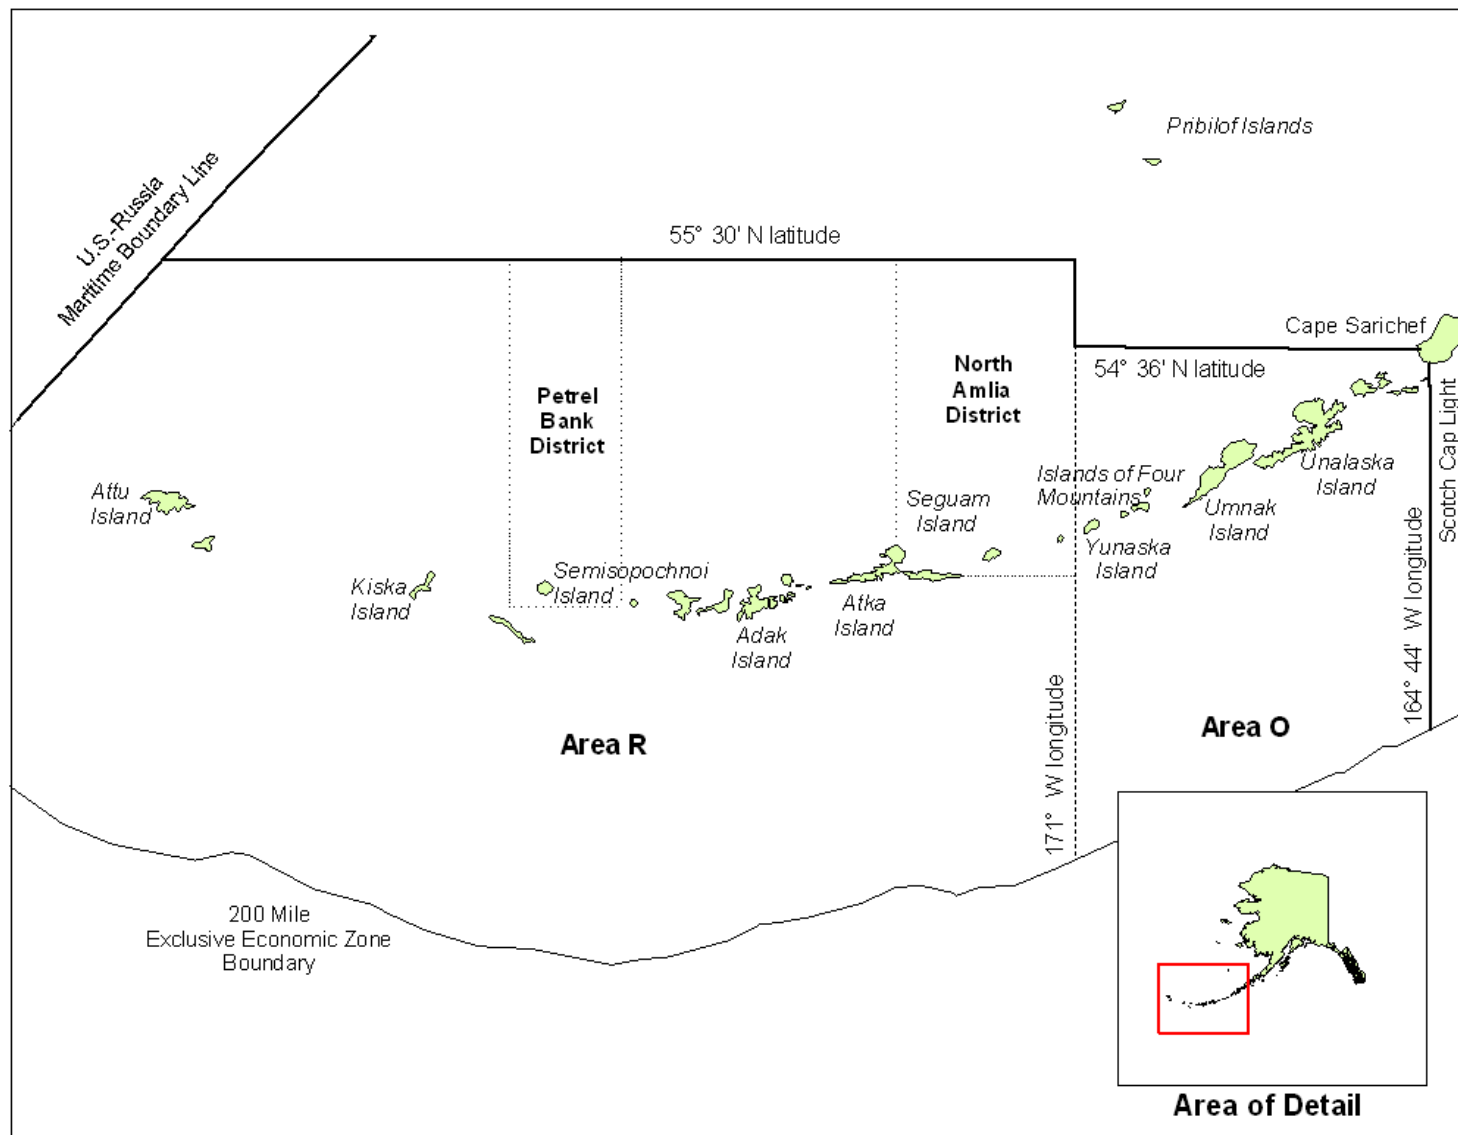 Pribilof Islands
U.S.-Russia
Maritime Boundary Line
55° 30' N latitude
Cape Sarichef
54° 36' N latitude
North
Amlia
District
Petrel
Bank
District
Scotch Cap Light
Unalaska
Island
Islands of Four
Mountains
Umnak
Island
Seguam
Island
Yunaska
Island
Attu
Island
Kiska
Island
Semisopochnoi
Island
Adak
Island
Atka
Island
164° 44' W longitude
171° W longitude
Area R
Area O
200 Mile
Exclusive Economic Zone
Boundary
Area of Detail